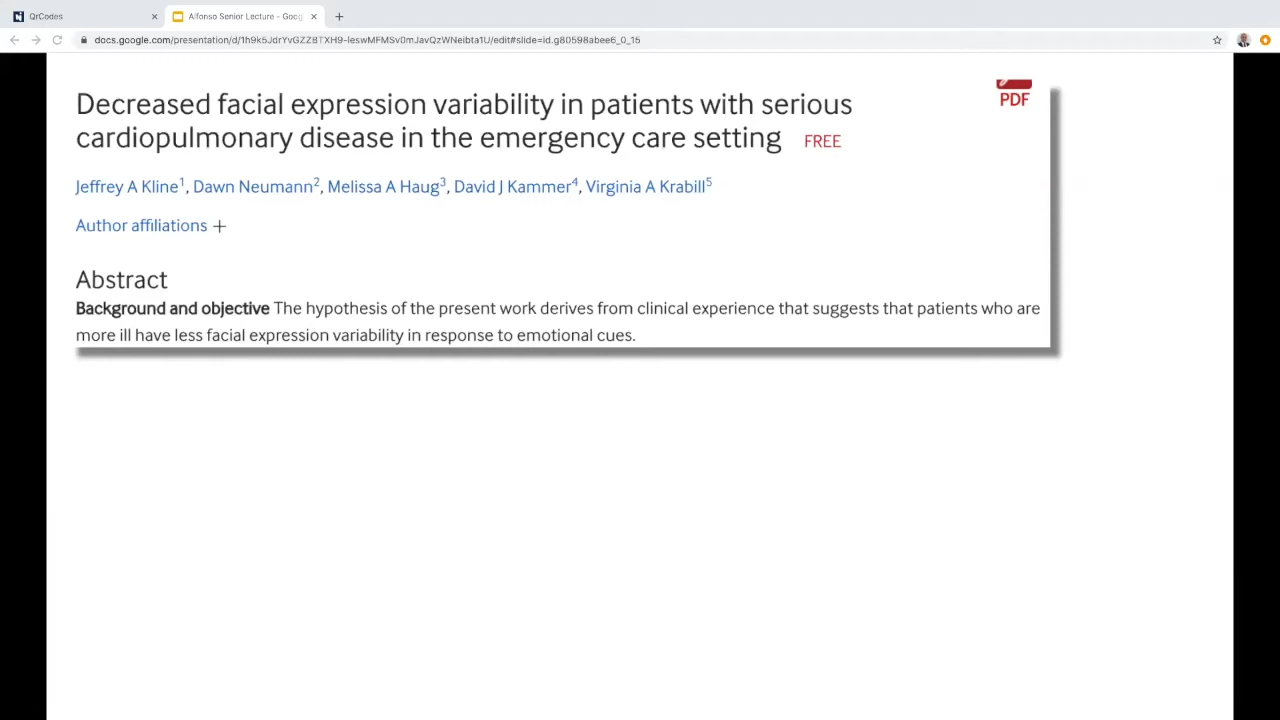 QrCodes
Alfonso Senior Lecture - Goog
docs.google.com/presentation/d/1h9k5JdrYvGZZ8TXH9-leswMFMSv0mJavQzWNeibta1U/edit#slide=id.g80598abee6_0_15
PDF
Decreased facial expression variability in patients with serious
cardiopulmonary disease in the emergency care setting FREE
Jeffrey A Kline1, Dawn Neumann2, Melissa A Haug3, David J Kammer4, Virginia A Krabill5
Author affiliations +
Abstract
Background and objective The hypothesis of the present work derives from clinical experience that suggests that patients who are
more ill have less facial expression variability in response to emotional cues.